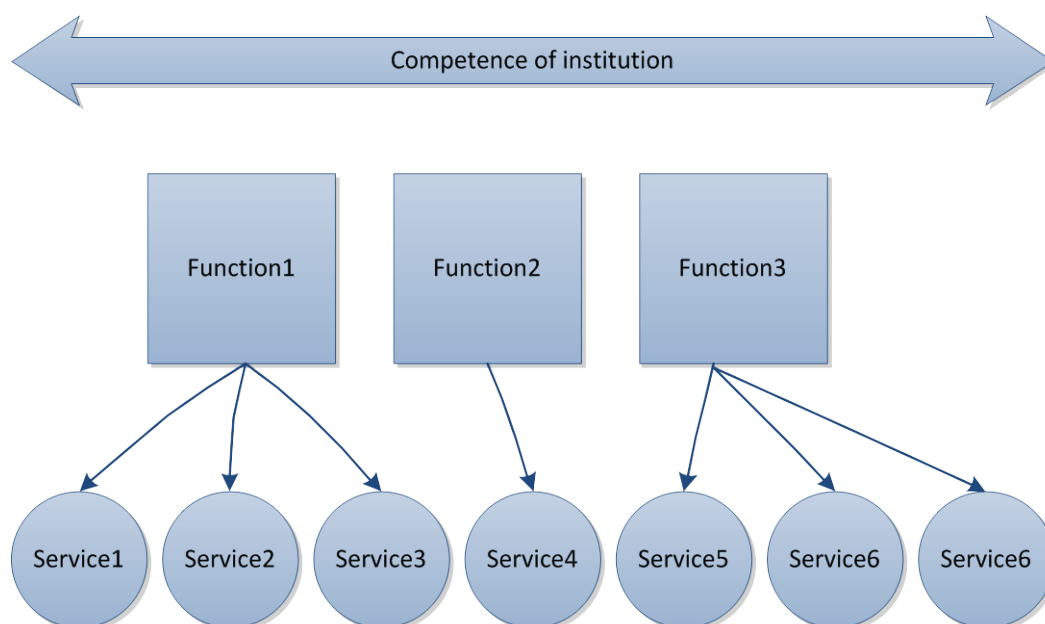 Competence of institution
Function1
Function2
Function3
Service1
Service2
Service3
Service4
Service5
Service6
Service6